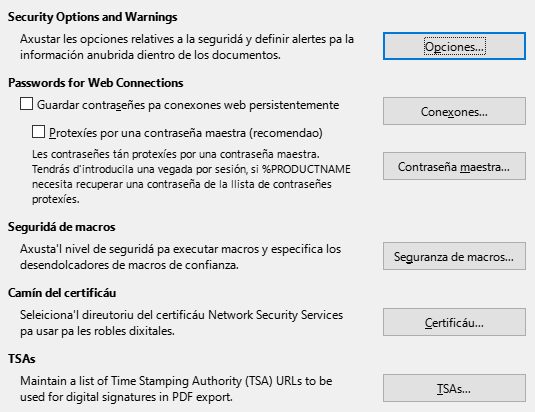 Security Options and Warnings
Axustar les opciones relatives a la seguridá y definir alertes pa la
información anubrida dientro de los documentos.
Opciones...
Passwords for Web Connections
Guardar contraseñes pa conexones web persistentemente
Conexones...
Protexíes por una contraseña maestra (recomendao)
Les contraseñes tán protexíes por una contraseña maestra.
Tendrás d'introducila una vegada por sesión, si %PRODUCTNAME
necesita recuperar una contraseña de la llista de contraseñes
protexíes.
Contraseña maestra...
Seguridá de macros
Axusta'l nivel de seguridá pa executar macros y especifica los
desendolcadores de macros de confianza.
Seguranza de macros...
Camín del certificáu
Seleiciona'l direutoriu del certificáu Network Security Services
pa usar pa les robles dixitales.
Certificáu...
TSAs
Maintain a list of Time Stamping Authority (TSA) URLs to be
used for digital signatures in PDF export.
TSAs...